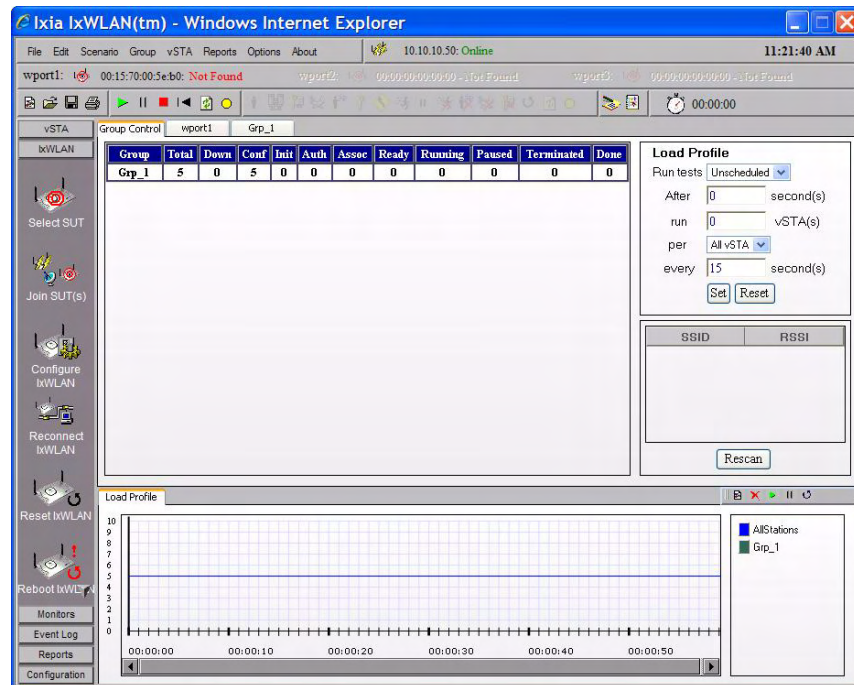 Ixia IxWLAN(tm) - Windows Internet Explorer
File Edit Scenario Group vSTA Reports Options About
10.10.10.50: Online
11:21:40 AM
wport1: 00:15:70:00:5e:b0: Not Found
wport2: 00:00:00:00:00:00 - Not Found
wport3: 00:00:00:00:00:00 - Not Found
00:00:00
vSTA
IxWLAN
Select SUT
Join SUT(s)
Configure IxWLAN
Reconnect IxWLAN
Reset IxWLAN
Reboot IxWLAN
Monitors
Event Log
Reports
Configuration
Group Control wport1 Grp_1
Group Total Down Conf Init Auth Assoc Ready Running Paused Terminated Done
Grp_1 5 0 5 0 0 0 0 0 0 0 0
Load Profile
Run tests Unscheduled
After 0 second(s)
run 0 vSTA(s)
per All vSTA
every 15 second(s)
Set Reset
SSID RSSI
Rescan
Load Profile
10
9
8
7
6
5
4
3
2
1
0
00:00:00 00:00:10 00:00:20 00:00:30 00:00:40 00:00:50
AllStations
Grp_1